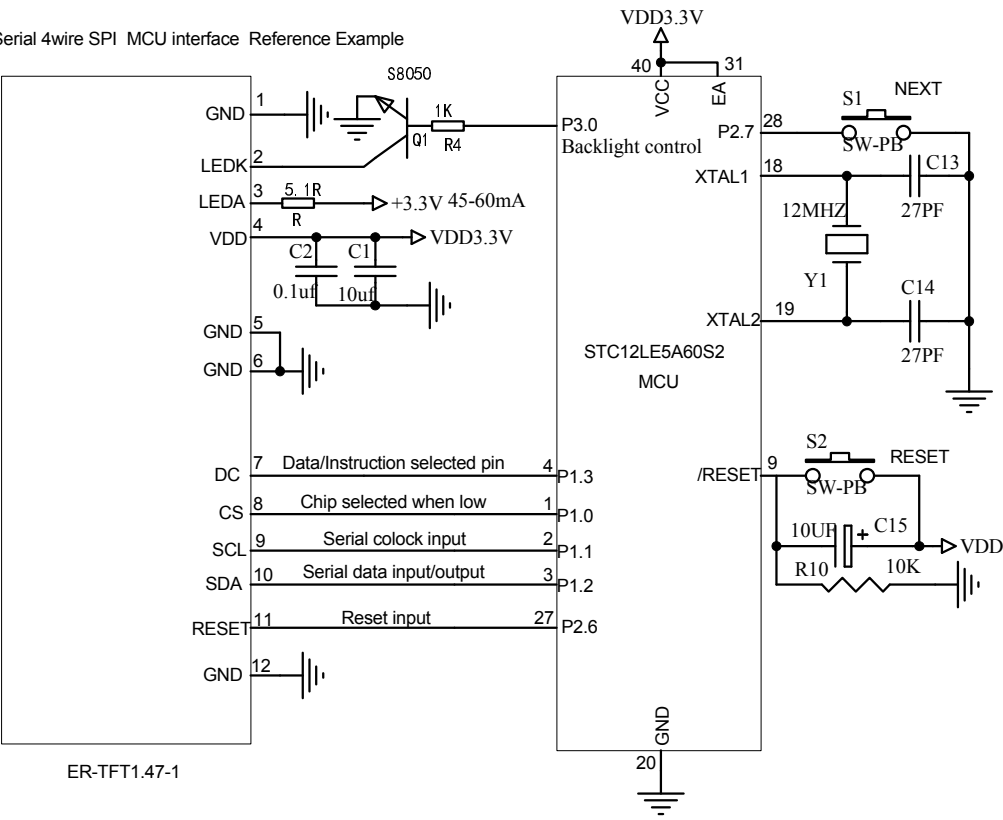 VDD3.3V
Serial 4wire SPI MCU interface Reference Example
40
31
VCC
EA
S8050
Q1
1K
R4
P3.0
Backlight control
GND
1
LEDK
2
LEDA
3
5.1R
R
+3.3V 45-60mA
VDD
4
VDD3.3V
C2
0.1uf
C1
10uf
GND
5
GND
6
DC
7
Data/Instruction selected pin
4
P1.3
CS
8
Chip selected when low
1
P1.0
SCL
9
Serial colock input
2
P1.1
SDA
10
Serial data input/output
3
P1.2
RESET
11
Reset input
27
P2.6
GND
12
ER-TFT1.47-1
STC12LE5A60S2
MCU
P2.7
28
S1
NEXT
SW-PB
XTAL1
18
C13
27PF
12MHZ
Y1
XTAL2
19
C14
27PF
/RESET
9
S2
RESET
SW-PB
10UF
+
C15
VDD
R10
10K
GND
20